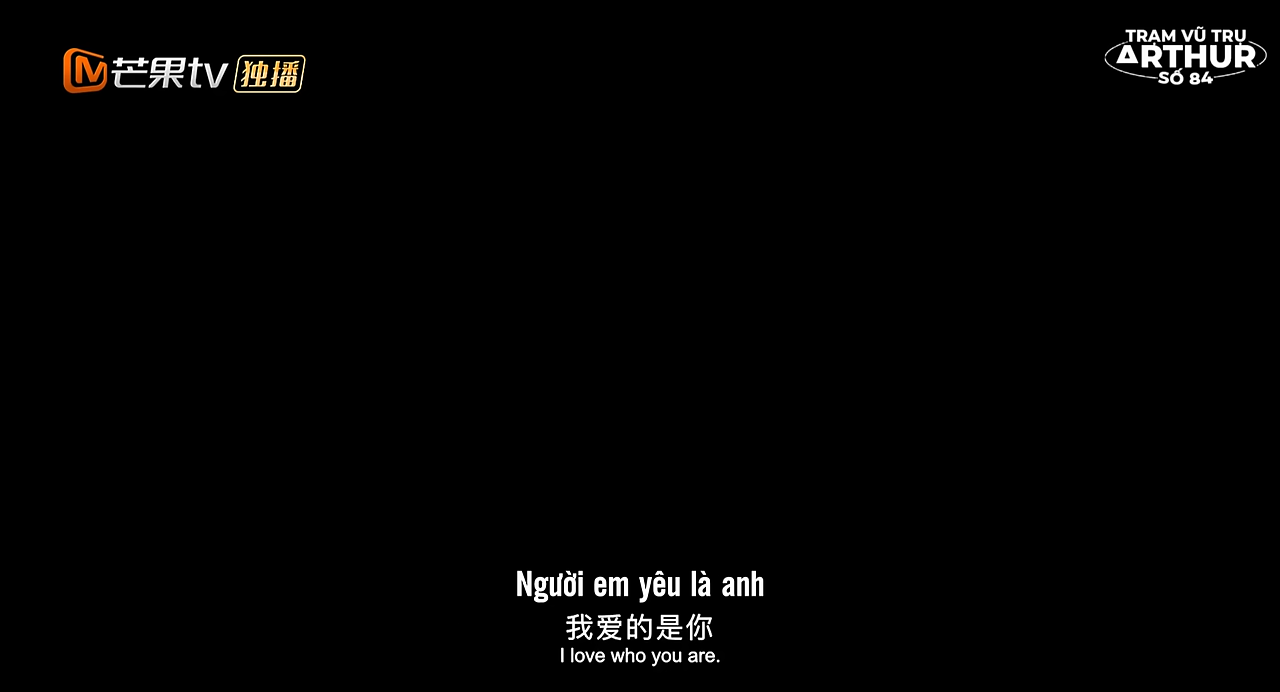 芒果tv 独播
TRẠM VŨ TRỤ
ARTHUR
SỐ 84
Người em yêu là anh
我爱的是你
I love who you are.